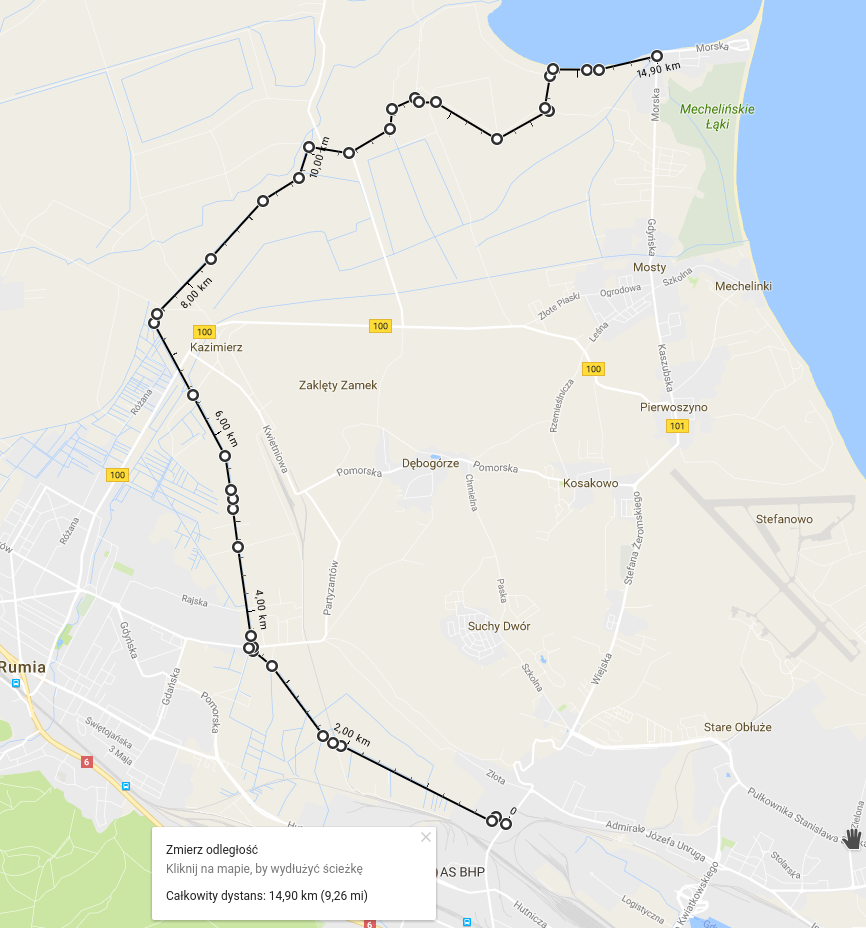 Morska
14,90 km
Morska
Mechelińskie
Łąki
10,00 km
Gdyńska
Mosty
Szkolna
Mechelinki
8,00 km
Ogrodowa
Złote Piaski
Leśna
100
100
Kazimierz
100
Kaszubska
Zaklęty Zamek
Różana
Rzemieślnicza
Pierwoszyno
101
6,00 km
Kwietniowa
Dębogórze
Pomorska
Pomorska
100
Chmielna
Kosakowo
Stefanowo
Różana
Stefana Żeromskiego
Partyzantów
Paska
4,00 km
Rajska
Gdyńska
Suchy Dwór
Rumia
Szkolna
Wiejska
Gdańska
Pomorska
Świętojańska
3 Maja
2,00 km
Stare Obłuże
6
Złota
0
Pułkownika Stanisława
Zielona
Admirała Józefa Unruga
Stolarska
Zmierz odległość
Kliknij na mapie, by wydłużyć ścieżkę
Całkowity dystans: 14,90 km (9,26 mi)
AS BHP
Kwiatkowskiego
Logistyczna
Hutnicza
6